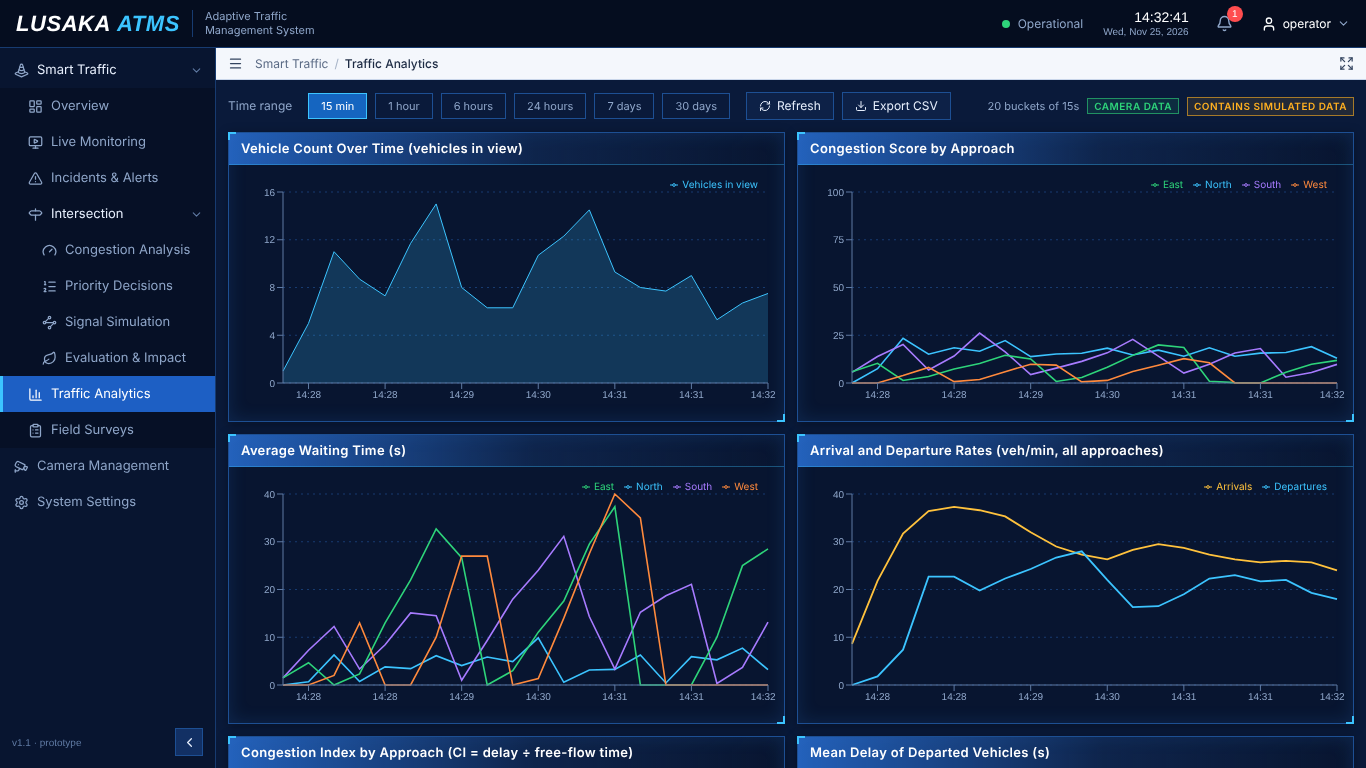 LUSAKA ATMS
Adaptive Traffic
Management System
Operational
14:32:41
Wed, Nov 25, 2026
1
operator
Smart Traffic
Overview
Live Monitoring
Incidents & Alerts
Intersection
Congestion Analysis
Priority Decisions
Signal Simulation
Evaluation & Impact
Traffic Analytics
Field Surveys
Camera Management
System Settings
v1.1 · prototype
Smart Traffic / Traffic Analytics
Time range 15 min 1 hour 6 hours 24 hours 7 days 30 days Refresh Export CSV 20 buckets of 15s CAMERA DATA CONTAINS SIMULATED DATA
Vehicle Count Over Time (vehicles in view)
Vehicles in view
16
12
8
4
0
14:28 14:28 14:29 14:30 14:31 14:31 14:32
Congestion Score by Approach
East North South West
100
75
50
25
0
14:28 14:28 14:29 14:30 14:31 14:31 14:32
Average Waiting Time (s)
East North South West
40
30
20
10
0
14:28 14:28 14:29 14:30 14:31 14:31 14:32
Arrival and Departure Rates (veh/min, all approaches)
Arrivals Departures
40
30
20
10
0
14:28 14:28 14:29 14:30 14:31 14:31 14:32
Congestion Index by Approach (CI = delay ÷ free-flow time)
Mean Delay of Departed Vehicles (s)